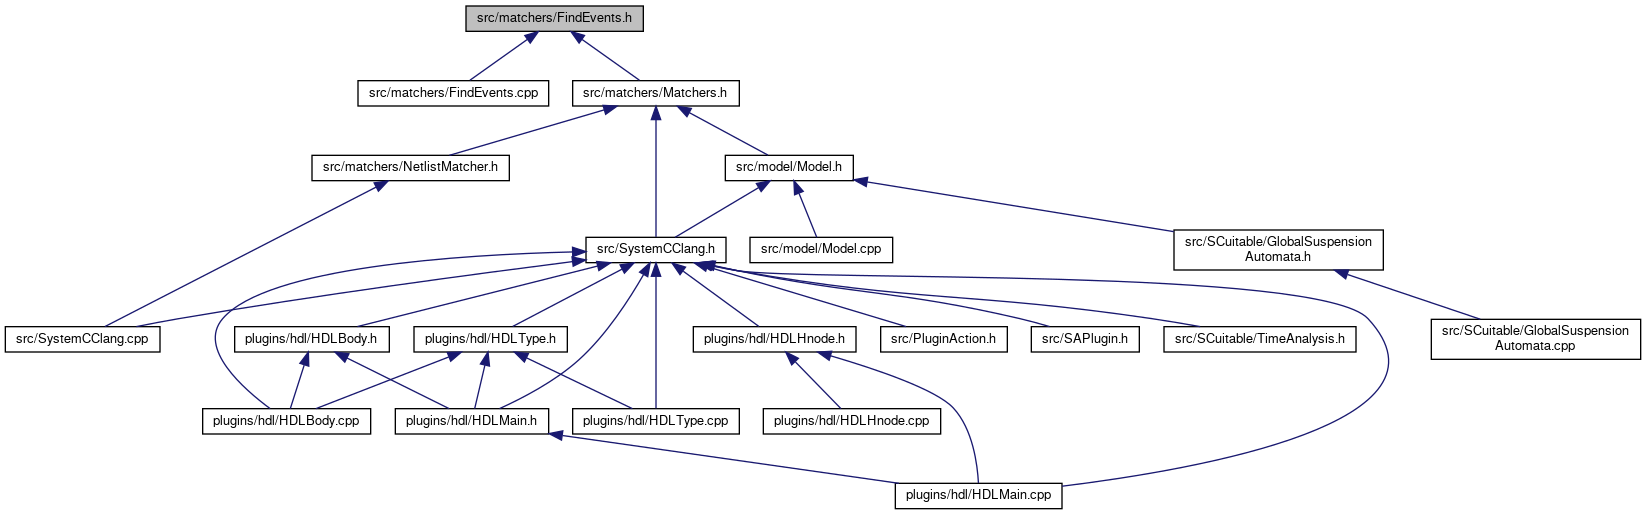 src/matchers/FindEvents.h
src/matchers/FindEvents.cpp
src/matchers/Matchers.h
src/matchers/NetlistMatcher.h
src/model/Model.h
src/SystemCClang.h
src/model/Model.cpp
src/SCuitable/GlobalSuspension
Automata.h
src/SystemCClang.cpp
plugins/hdl/HDLBody.h
plugins/hdl/HDLType.h
plugins/hdl/HDLHnode.h
src/PluginAction.h
src/SAPlugin.h
src/SCuitable/TimeAnalysis.h
src/SCuitable/GlobalSuspension
Automata.cpp
plugins/hdl/HDLBody.cpp
plugins/hdl/HDLMain.h
plugins/hdl/HDLType.cpp
plugins/hdl/HDLHnode.cpp
plugins/hdl/HDLMain.cpp